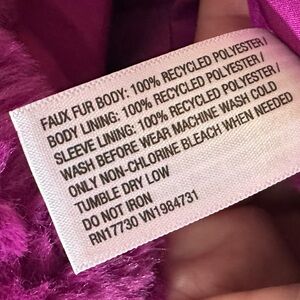 FAUX FUR BODY: 100% RECYCLED POLYESTER /
BODY LINING: 100% RECYCLED POLYESTER /
SLEEVE LINING: 100% RECYCLED POLYESTER /
WASH BEFORE WEAR MACHINE WASH COLD
ONLY NON-CHLORINE BLEACH WHEN NEEDED
TUMBLE DRY LOW
DO NOT IRON
RN17730 VN1984731